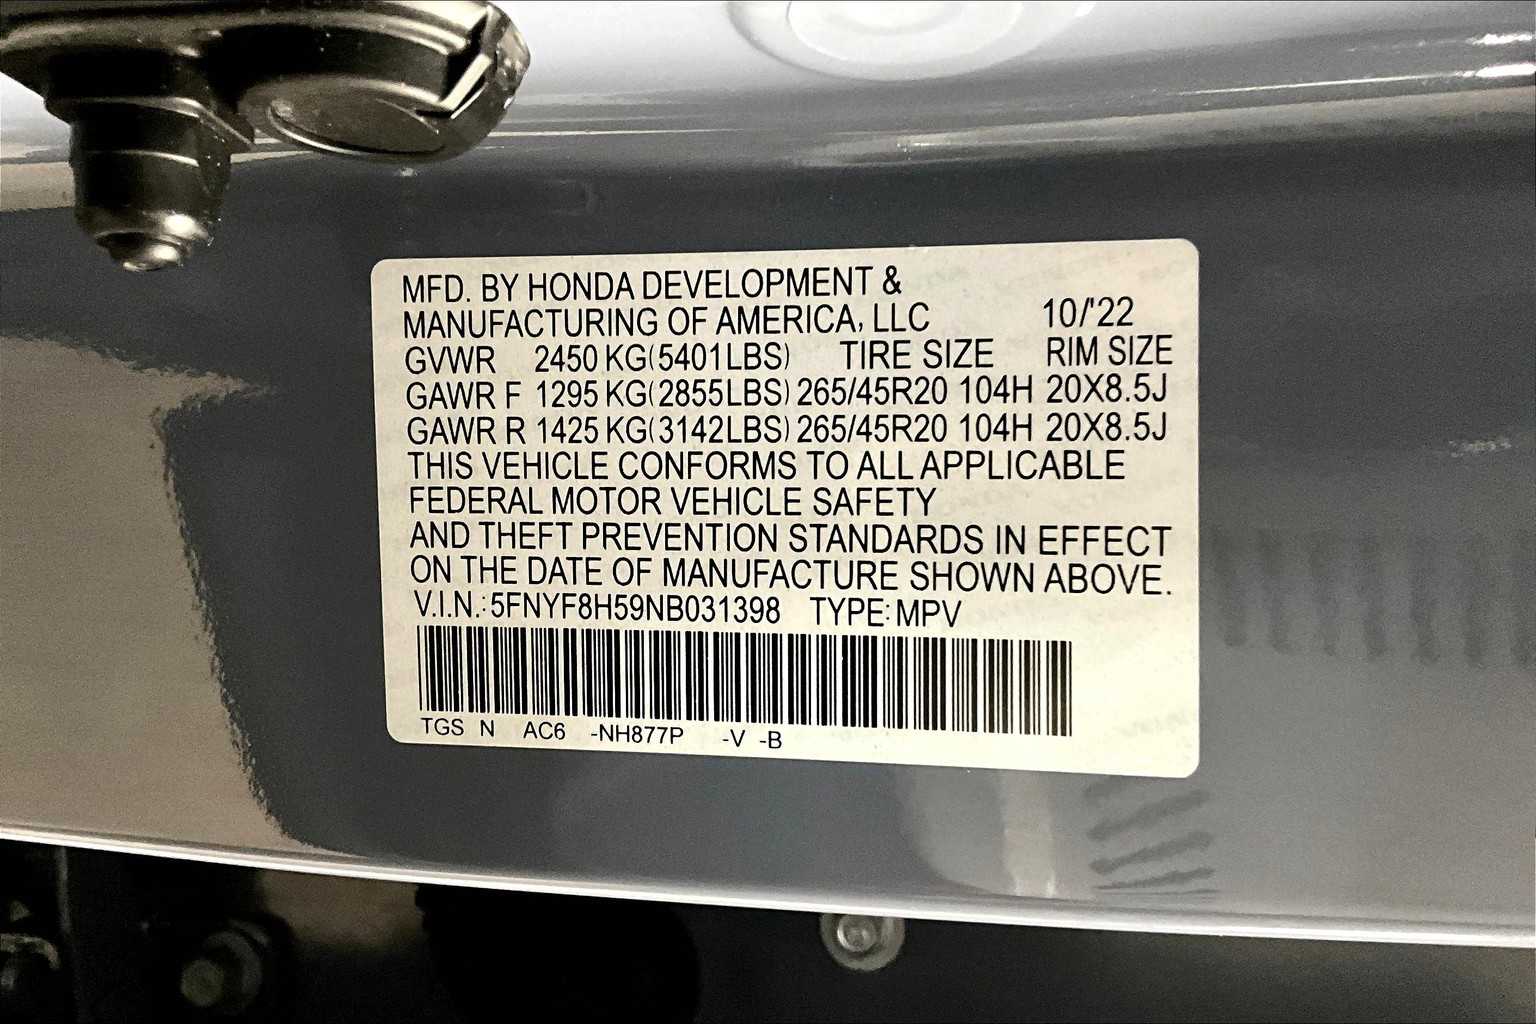 MFD. BY HONDA DEVELOPMENT &
MANUFACTURING OF AMERICA, LLC 10/'22
GVWR 2450 KG(5401LBS) TIRE SIZE RIM SIZE
GAWR F 1295 KG(2855LBS) 265/45R20 104H 20X8.5J
GAWR R 1425 KG(3142LBS) 265/45R20 104H 20X8.5J
THIS VEHICLE CONFORMS TO ALL APPLICABLE
FEDERAL MOTOR VEHICLE SAFETY
AND THEFT PREVENTION STANDARDS IN EFFECT
ON THE DATE OF MANUFACTURE SHOWN ABOVE.
V.I.N.: 5FNYF8H59NB031398 TYPE: MPV
TGS N AC6 -NH877P -V -B